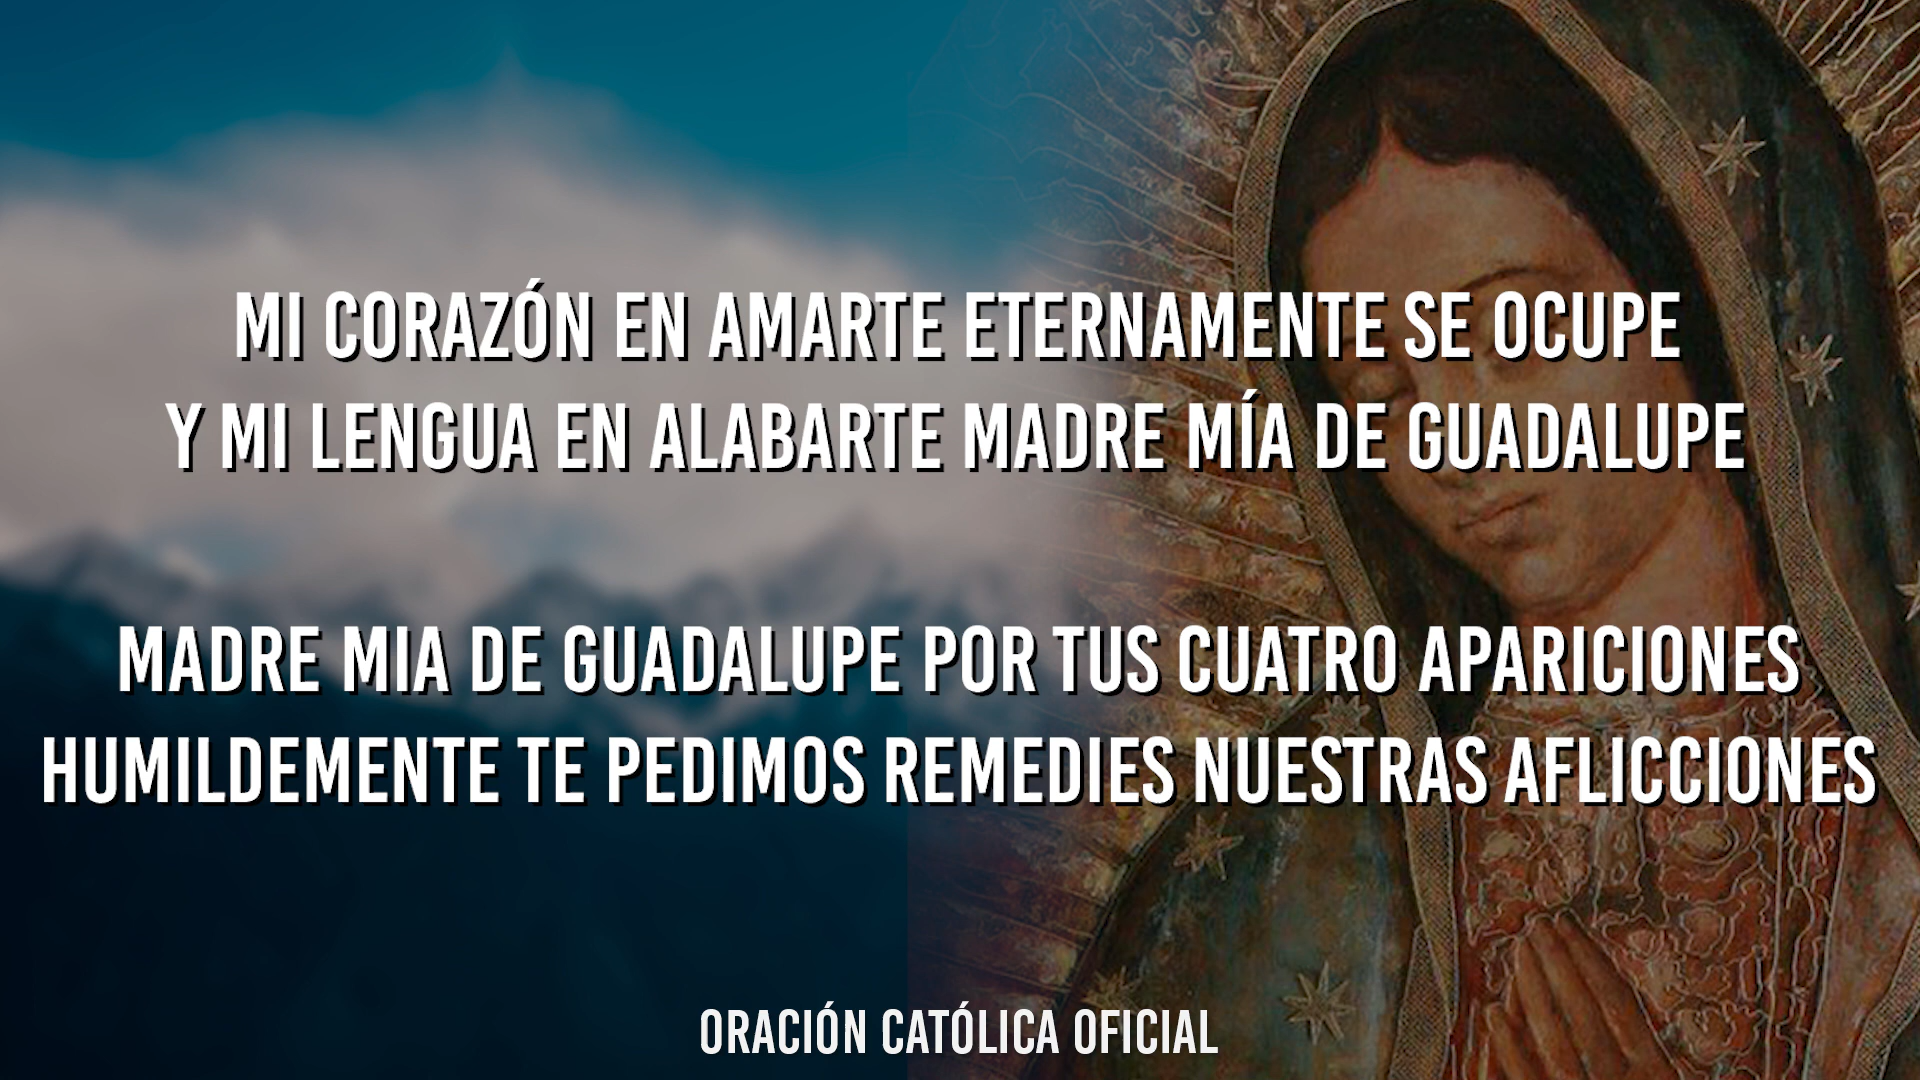 MI CORAZÓN EN AMARTE ETERNAMENTE SE OCUPE
Y MI LENGUA EN ALABARTE MADRE MÍA DE GUADALUPE
MADRE MIA DE GUADALUPE POR TUS CUATRO APARICIONES
HUMILDEMENTE TE PEDIMOS REMEDIES NUESTRAS AFLICCIONES
ORACIÓN CATÓLICA OFICIAL